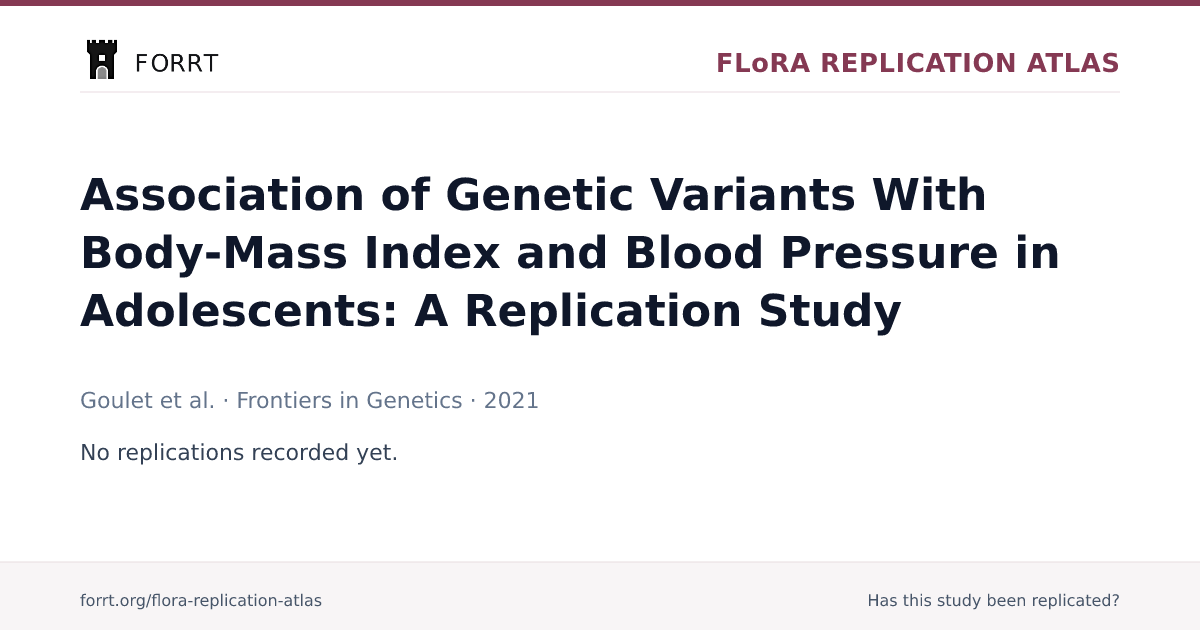 FORRT
FLoRA REPLICATION ATLAS
Association of Genetic Variants With
Body-Mass Index and Blood Pressure in
Adolescents: A Replication Study
Goulet et al. · Frontiers in Genetics · 2021
No replications recorded yet.
forrt.org/flora-replication-atlas
Has this study been replicated?